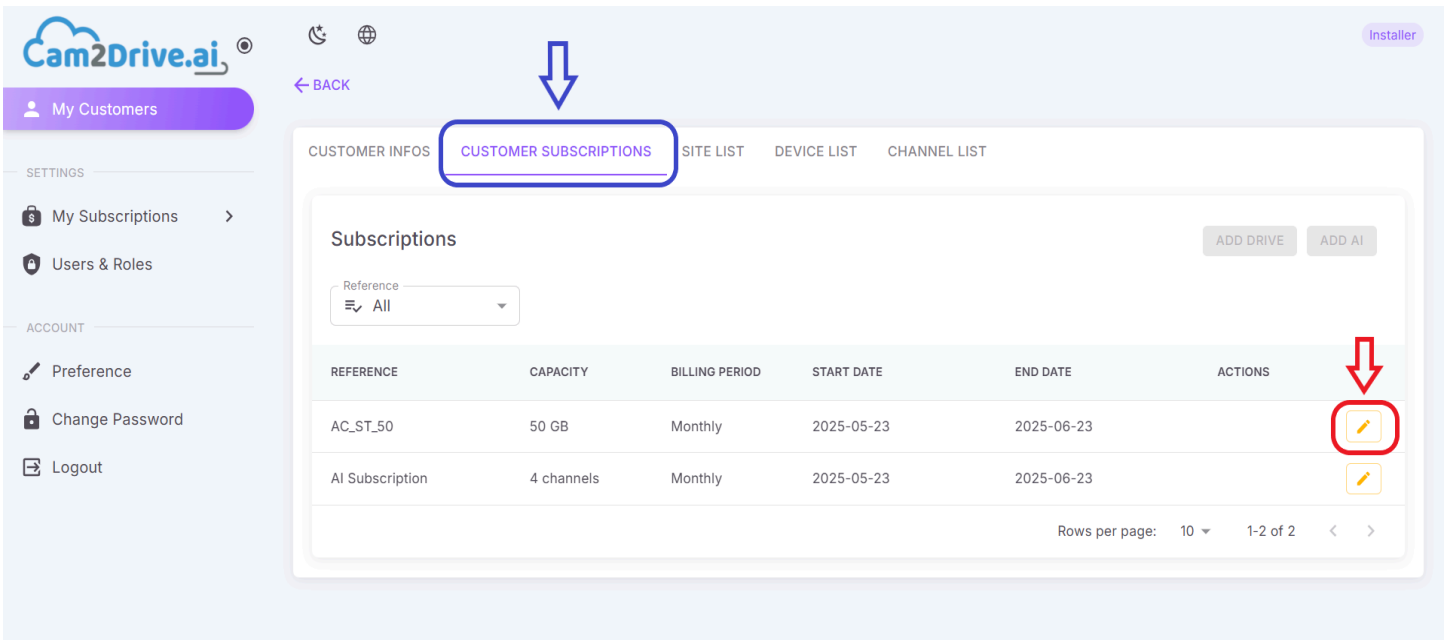 Cam2Drive.ai
Installer
BACK
My Customers
CUSTOMER INFOS CUSTOMER SUBSCRIPTIONS SITE LIST DEVICE LIST CHANNEL LIST
SETTINGS
My Subscriptions
Users & Roles
Subscriptions
ADD DRIVE ADD AI
Reference
All
ACCOUNT
Preference
Change Password
Logout
REFERENCE CAPACITY BILLING PERIOD START DATE END DATE ACTIONS
AC_ST_50 50 GB Monthly 2025-05-23 2025-06-23
AI Subscription 4 channels Monthly 2025-05-23 2025-06-23
Rows per page: 10 1-2 of 2